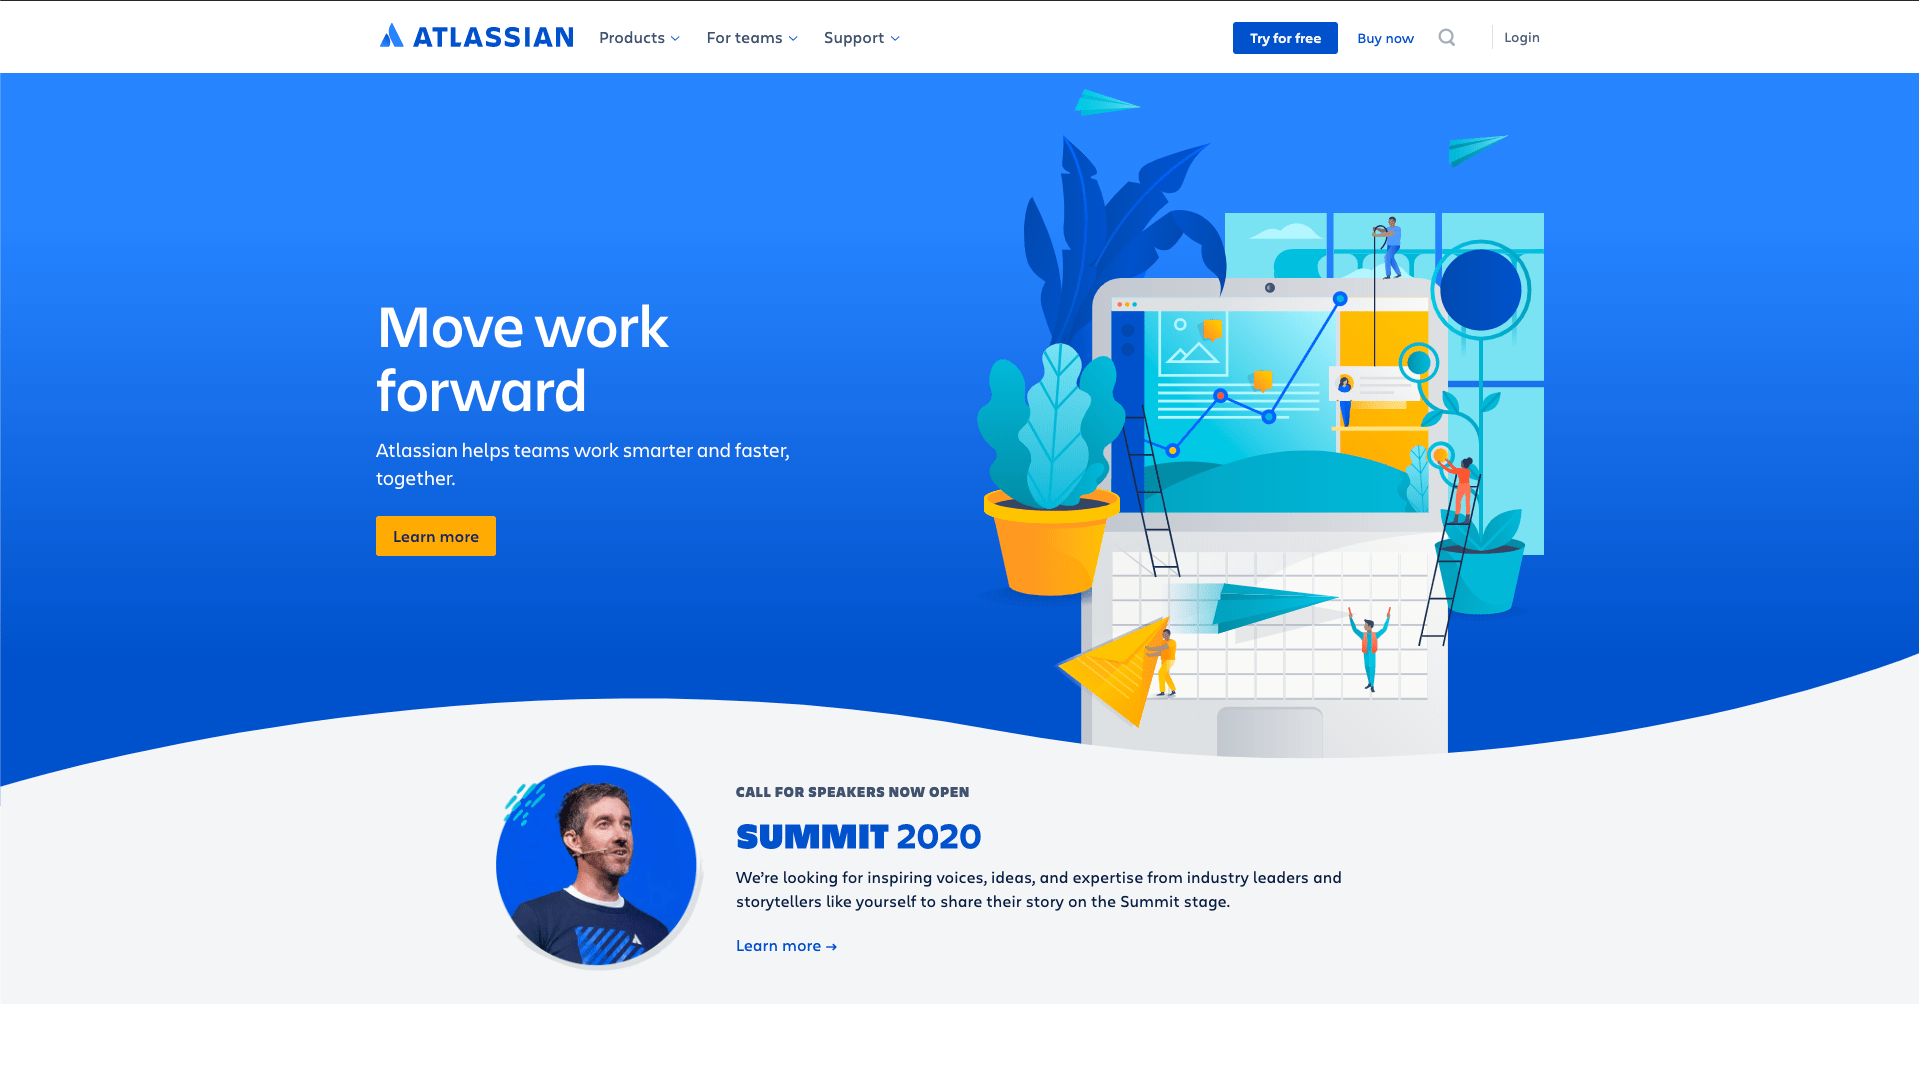 ATLASSIAN
Products
For teams
Support
Try for free
Buy now
Login
Move work
forward
Atlassian helps teams work smarter and faster,
together.
Learn more
CALL FOR SPEAKERS NOW OPEN
SUMMIT 2020
We’re looking for inspiring voices, ideas, and expertise from industry leaders and
storytellers like yourself to share their story on the Summit stage.
Learn more →